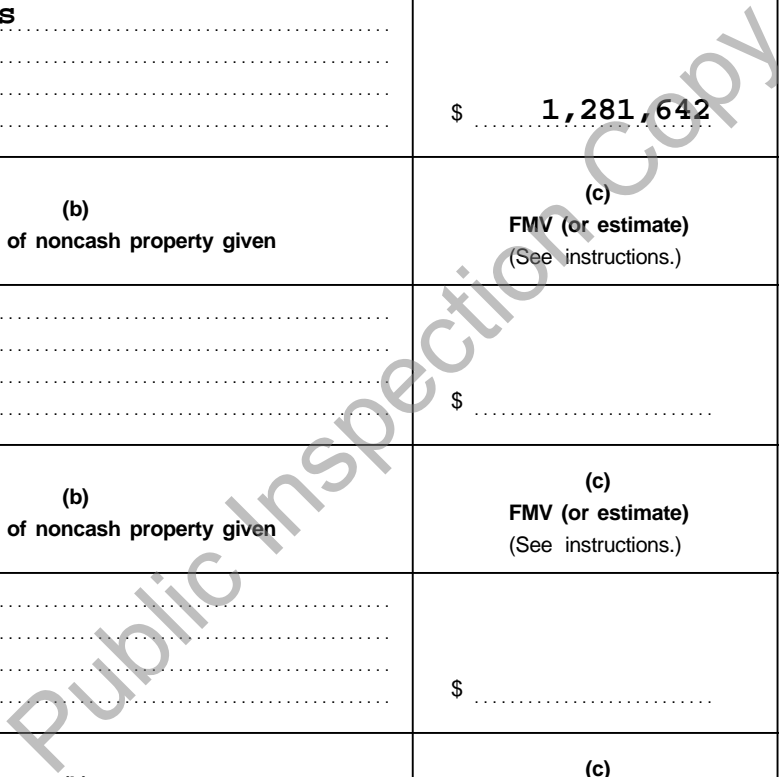 s
$ 1,281,642
(b)
of noncash property given
(c)
FMV (or estimate)
(See instructions.)
$
(b)
of noncash property given
(c)
FMV (or estimate)
(See instructions.)
$
(c)
Public Inspection Copy